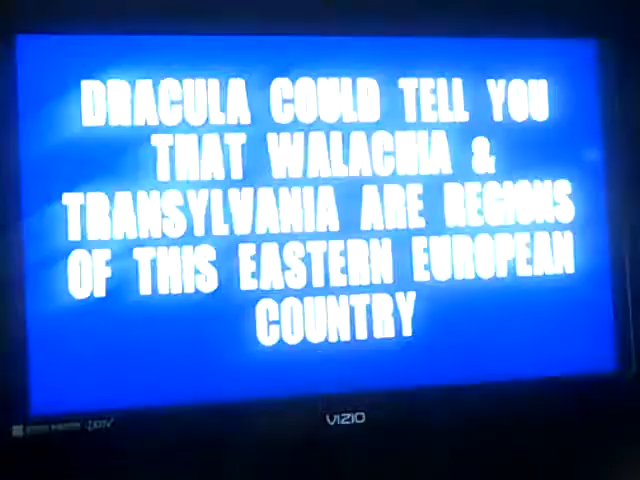 DRACULA COULD TELL YOU
THAT WALACHIA &
TRANSYLVANIA ARE REGIONS
OF THIS EASTERN EUROPEAN
COUNTRY
VIZIO